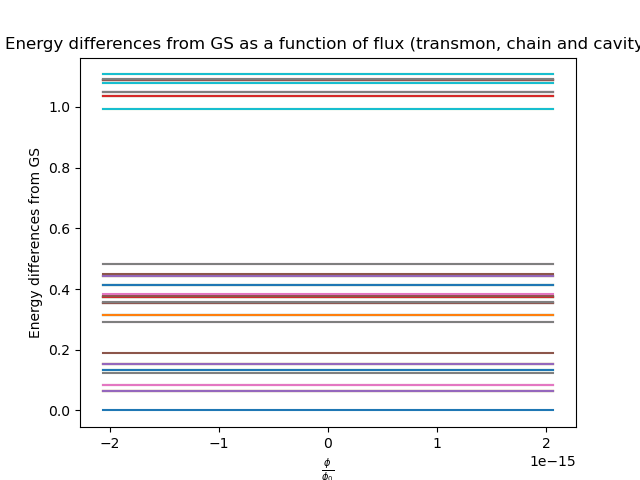 Energy differences from GS as a function of flux (transmon, chain and cavity
Energy differences from GS
1.0
0.8
0.6
0.4
0.2
0.0
−2
−1
0
1
2
1e−15
ϕ
ϕ₀